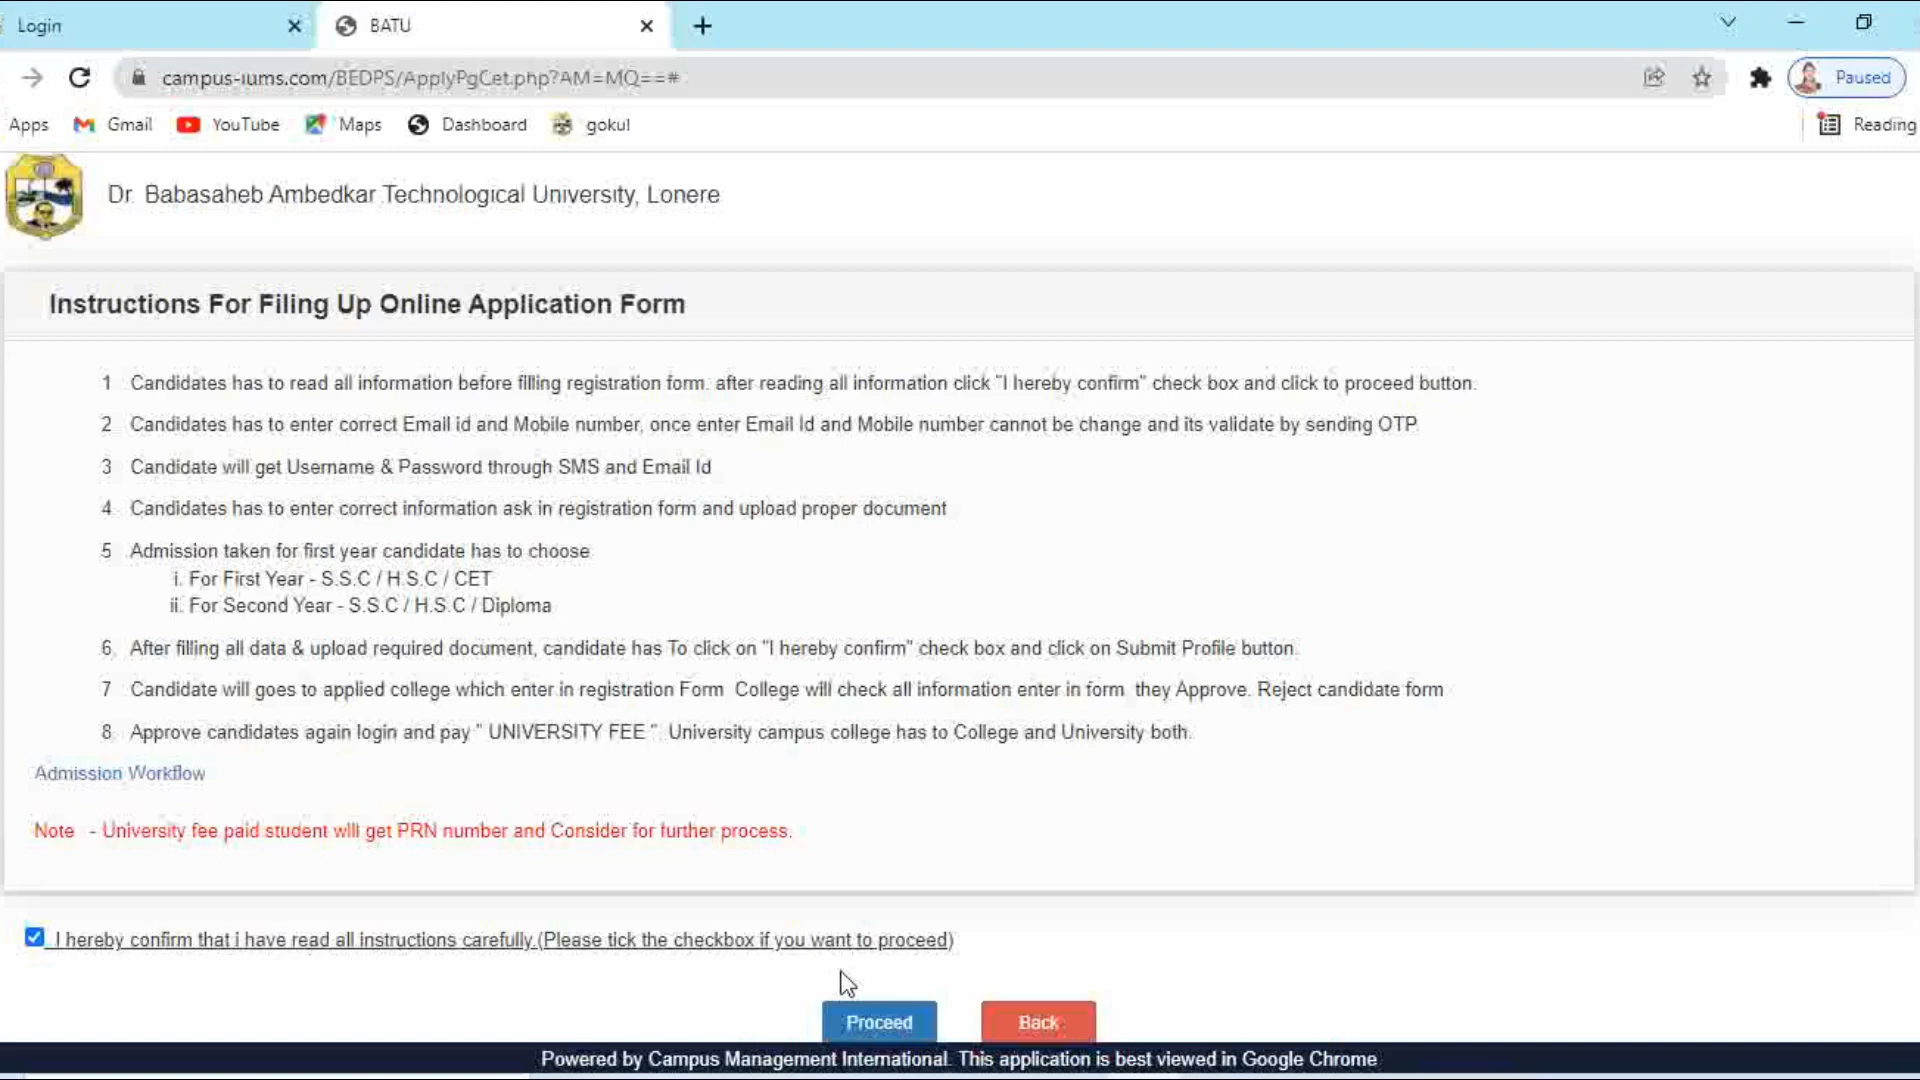 Login
BATU
campus-iums.com/BEDPS/ApplyPgCet.php?AM=MQ==#
Paused
Apps Gmail YouTube Maps Dashboard gokul Reading
Dr. Babasaheb Ambedkar Technological University, Lonere
Instructions For Filing Up Online Application Form
1 Candidates has to read all information before filling registration form. after reading all information click "I hereby confirm" check box and click to proceed button.
2 Candidates has to enter correct Email id and Mobile number, once enter Email Id and Mobile number cannot be change and its validate by sending OTP
3 Candidate will get Username & Password through SMS and Email Id
4 Candidates has to enter correct information ask in registration form and upload proper document
5 Admission taken for first year candidate has to choose
i. For First Year - S.S.C / H.S.C / CET
ii. For Second Year - S.S.C / H.S.C / Diploma
6. After filling all data & upload required document, candidate has To click on "I hereby confirm" check box and click on Submit Profile button.
7 Candidate will goes to applied college which enter in registration Form College will check all information enter in form they Approve. Reject candidate form
8. Approve candidates again login and pay " UNIVERSITY FEE ". University campus college has to College and University both.
Admission Workflow
Note - University fee paid student will get PRN number and Consider for further process.
I hereby confirm that i have read all instructions carefully.(Please tick the checkbox if you want to proceed)
Proceed Back
Powered by Campus Management International. This application is best viewed in Google Chrome